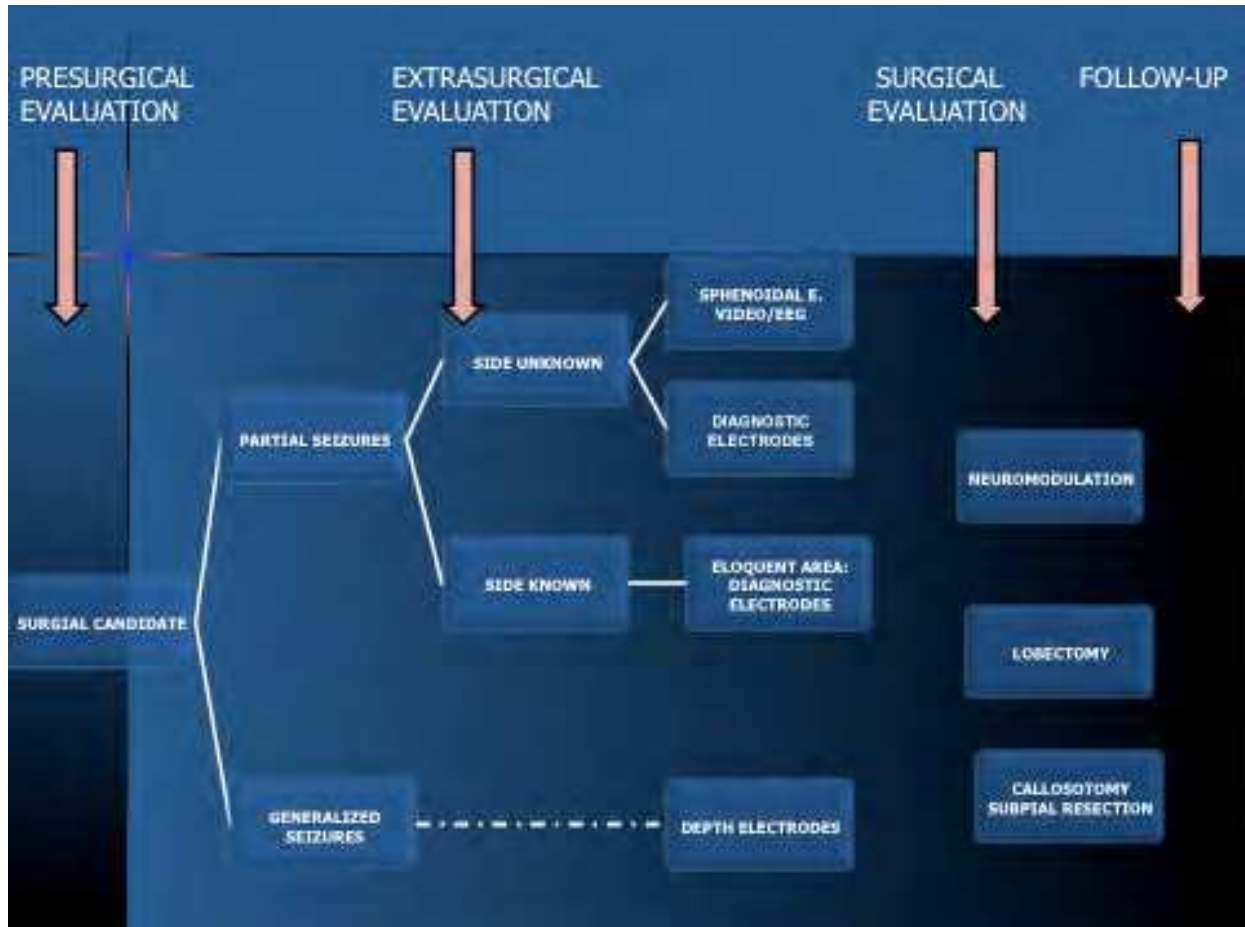 PRESURGICAL
EVALUATION
EXTRASURGICAL
EVALUATION
SURGICAL
EVALUATION
FOLLOW-UP
SPHENOIDAL E.
VIDEO/EEG
SIDE UNKNOWN
DIAGNOSTIC
ELECTRODES
PARTIAL SEIZURES
NEUROMODULATION
SIDE KNOWN
ELOQUENT AREA:
DIAGNOSTIC
ELECTRODES
SURGIAL CANDIDATE
LOBECTOMY
GENERALIZED
SEIZURES
DEPTH ELECTRODES
CALLOSOTOMY
SUBPIAL RESECTION